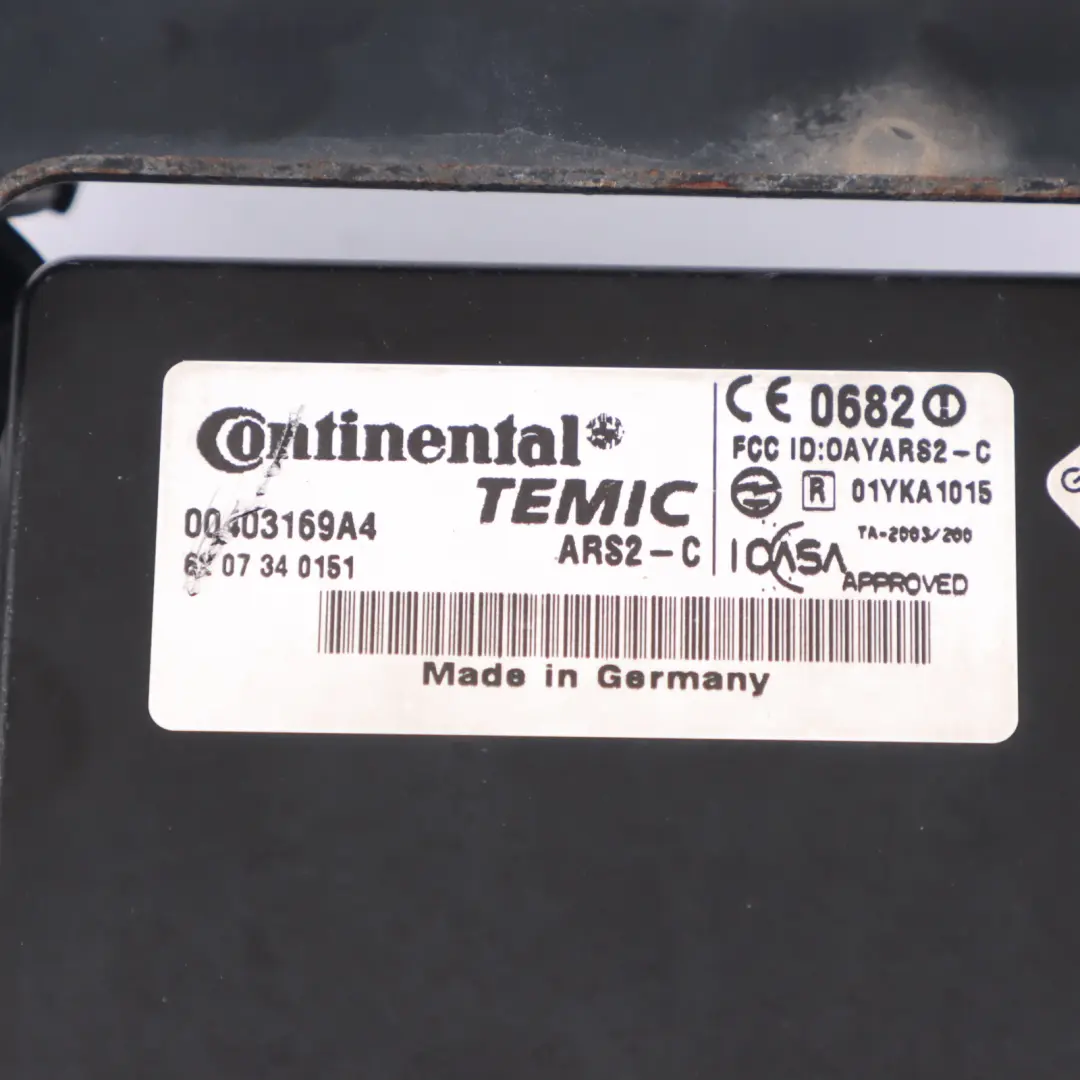 Continental
TEMIC
03169A4
ARS2-C
07 34 0151
CE 0682
FCC ID:OAYARS2-C
R 01YKA1015
TA-2003/200
ICASA APPROVED
Made in Germany